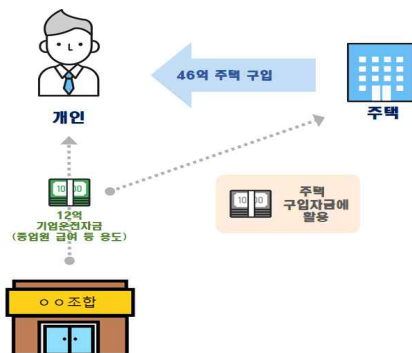 46억 주택 구입
개인
주택
12억
기업운전자금
(종업원 급여 등 용도)
주택
구입자금에
활용
ㅇㅇ조합